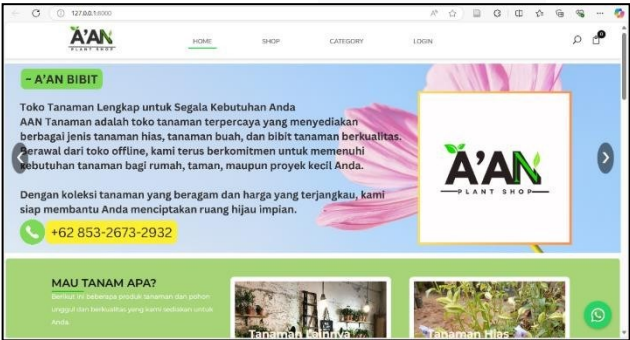 127.0.0.1:8000
A'AN
PLANT SHOP
HOME
SHOP
CATEGORY
LOGIN
0
– A'AN BIBIT
Toko Tanaman Lengkap untuk Segala Kebutuhan Anda
AAN Tanaman adalah toko tanaman terpercaya yang menyediakan
berbagai jenis tanaman hias, tanaman buah, dan bibit tanaman berkualitas.
Berawal dari toko offline, kami terus berkomitmen untuk memenuhi
kebutuhan tanaman bagi rumah, taman, maupun proyek kecil Anda.
Dengan koleksi tanaman yang beragam dan harga yang terjangkau, kami
siap membantu Anda menciptakan ruang hijau impian.
+62 853-2673-2932
A'AN
PLANT SHOP
MAU TANAM APA?
Berikut ini beberapa produk tanaman dan pohon
unggul dan berkualitas yang kami sediakan untuk
Anda.
Tanaman Lainnya
Tanaman Hias